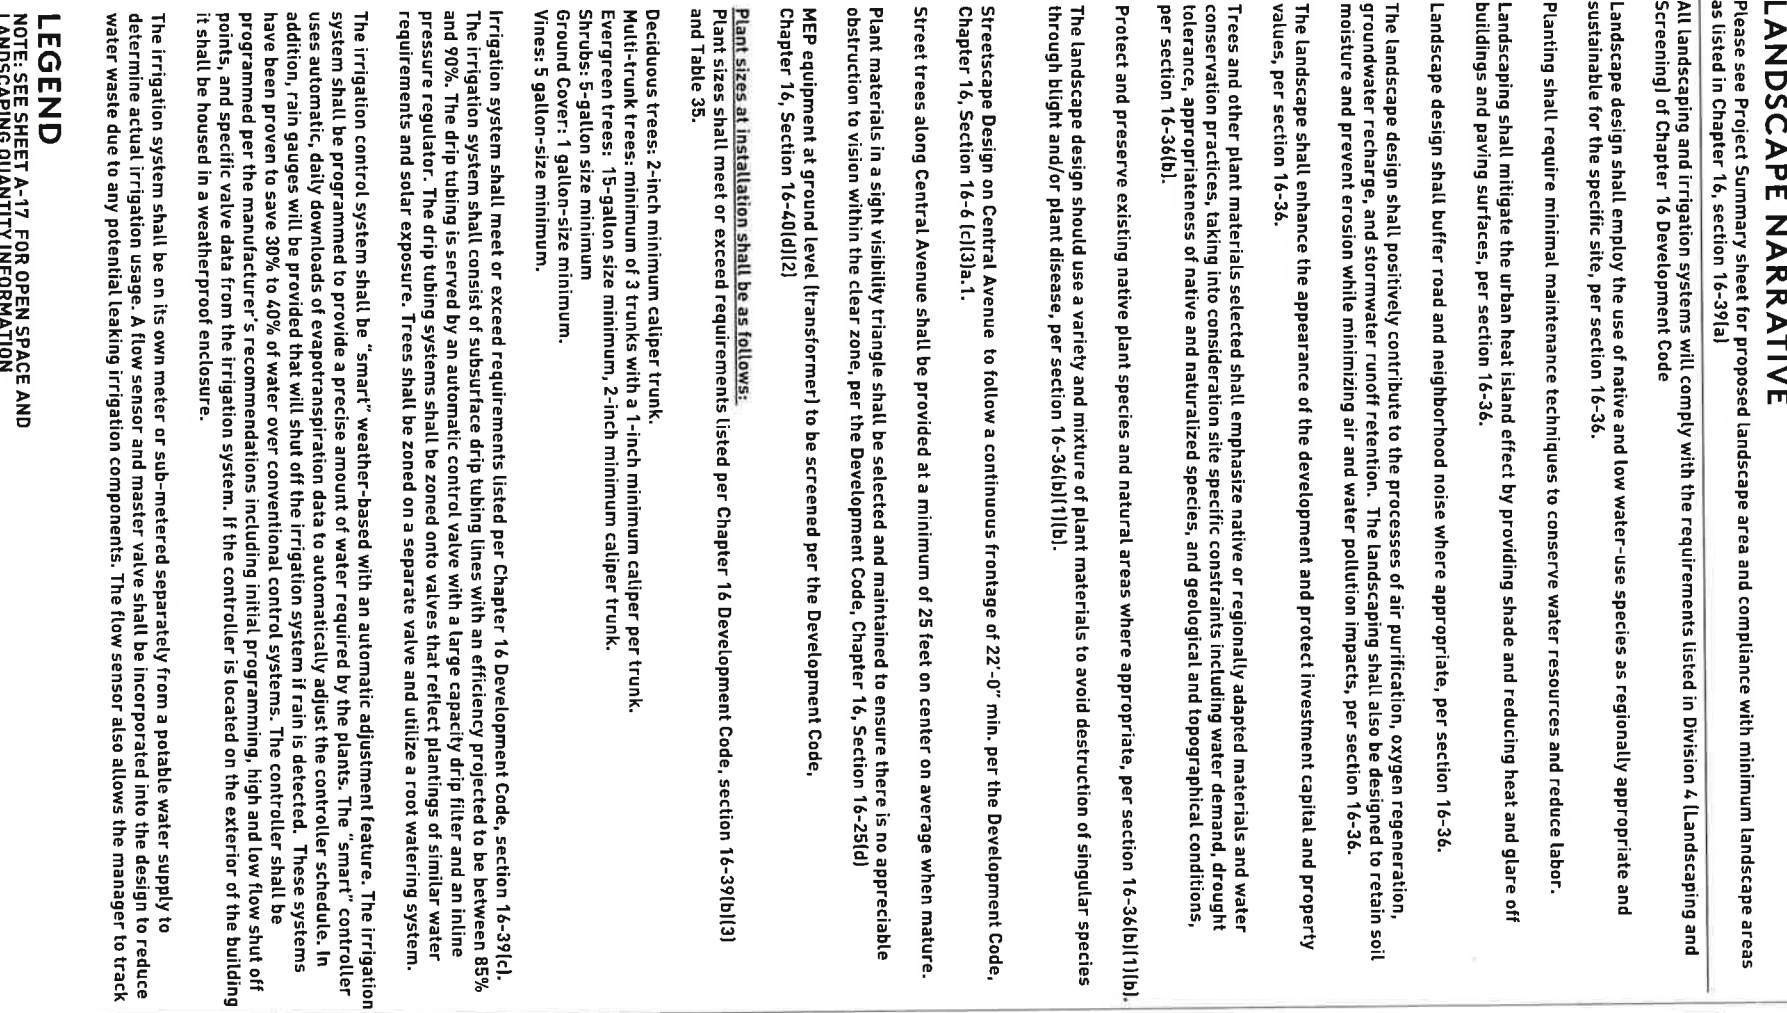 LANDSCAPE NARRATIVE
Please see Project Summary sheet for proposed landscape area and compliance with minimum landscape areas
as listed in Chapter 16, section 16-39(a)
All landscaping and irrigation systems will comply with the requirements listed in Division 4 (Landscaping and
Screening) of Chapter 16 Development Code
Landscape design shall employ the use of native and low water-use species as regionally appropriate and
sustainable for the specific site, per section 16-36.
Planting shall require minimal maintenance techniques to conserve water resources and reduce labor.
Landscaping shall mitigate the urban heat island effect by providing shade and reducing heat and glare off
buildings and paving surfaces, per section 16-36.
Landscape design shall buffer road and neighborhood noise where appropriate, per section 16-36.
The landscape design shall positively contribute to the processes of air purification, oxygen regeneration,
groundwater recharge, and stormwater runoff retention. The landscaping shall also be designed to retain soil
moisture and prevent erosion while minimizing air and water pollution impacts, per section 16-36.
The landscape shall enhance the appearance of the development and protect investment capital and property
values, per section 16-36.
Trees and other plant materials selected shall emphasize native or regionally adapted materials and water
conservation practices, taking into consideration site specific constraints including water demand, drought
tolerance, appropriateness of native and naturalized species, and geological and topographical conditions,
per section 16-36(b).
Protect and preserve existing native plant species and natural areas where appropriate, per section 16-36(b)(1)(b).
The landscape design should use a variety and mixture of plant materials to avoid destruction of singular species
through blight and/or plant disease, per section 16-36(b)(1)(b).
Streetscape Design on Central Avenue to follow a continuous frontage of 22'-0" min. per the Development Code,
Chapter 16, Section 16-6 (c)(3)a.1.
Street trees along Central Avenue shall be provided at a minimum of 25 feet on center on average when mature.
Plant materials in a sight visibility triangle shall be selected and maintained to ensure there is no appreciable
obstruction to vision within the clear zone, per the Development Code, Chapter 16, Section 16-25(d)
MEP equipment at ground level (transformer) to be screened per the Development Code,
Chapter 16, Section 16-40(d)(2)
Plant sizes at installation shall be as follows:
Plant sizes shall meet or exceed requirements listed per Chapter 16 Development Code, section 16-39(b)(3)
and Table 35.
Deciduous trees: 2-inch minimum caliper trunk.
Multi-trunk trees: minimum of 3 trunks with a 1-inch minimum caliper per trunk.
Evergreen trees: 15-gallon size minimum, 2-inch minimum caliper trunk.
Shrubs: 5-gallon size minimum
Ground Cover: 1 gallon-size minimum.
Vines: 5 gallon-size minimum.
Irrigation system shall meet or exceed requirements listed per Chapter 16 Development Code, section 16-39(c).
The irrigation system shall consist of subsurface drip tubing lines with an efficiency projected to be between 85%
and 90%. The drip tubing is served by an automatic control valve with a large capacity drip filter and an inline
pressure regulator. The drip tubing systems shall be zoned onto valves that reflect plantings of similar water
requirements and solar exposure. Trees shall be zoned on a separate valve and utilize a root watering system.
The irrigation control system shall be "smart" weather-based with an automatic adjustment feature. The irrigation
system shall be programmed to provide a precise amount of water required by the plants. The "smart" controller
uses automatic, daily downloads of evapotranspiration data to automatically adjust the controller schedule. In
addition, rain gauges will be provided that will shut off the irrigation system if rain is detected. These systems
have been proven to save 30% to 40% of water over conventional control systems. The controller shall be
programmed per the manufacturer's recommendations including initial programming, high and low flow shut off
points, and specific valve data from the irrigation system. If the controller is located on the exterior of the building
it shall be housed in a weatherproof enclosure.
The irrigation system shall be on its own meter or sub-metered separately from a potable water supply to
determine actual irrigation usage. A flow sensor and master valve shall be incorporated into the design to reduce
water waste due to any potential leaking irrigation components. The flow sensor also allows the manager to track
LEGEND
NOTE: SEE SHEET A-17 FOR OPEN SPACE AND
LANDSCAPING QUANTITY INFORMATION